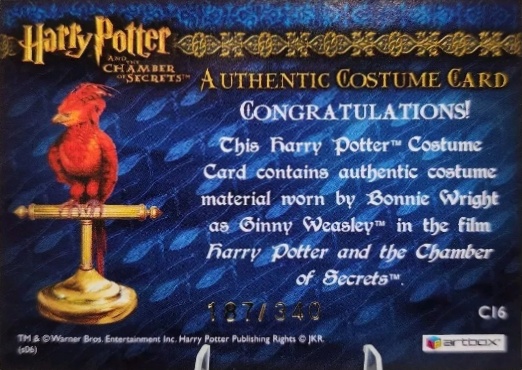 Harry Potter
AND THE
CHAMBER
OF SECRETS™
AUTHENTIC COSTUME CARD
CONGRATULATIONS!
This Harry Potter™ Costume
Card contains authentic costume
material worn by Bonnie Wright
as Ginny Weasley™ in the film
Harry Potter and the Chamber
of Secrets™.
187/340
C16
TM & © Warner Bros. Entertainment Inc. Harry Potter Publishing Rights © JKR.
(s06)
artbox